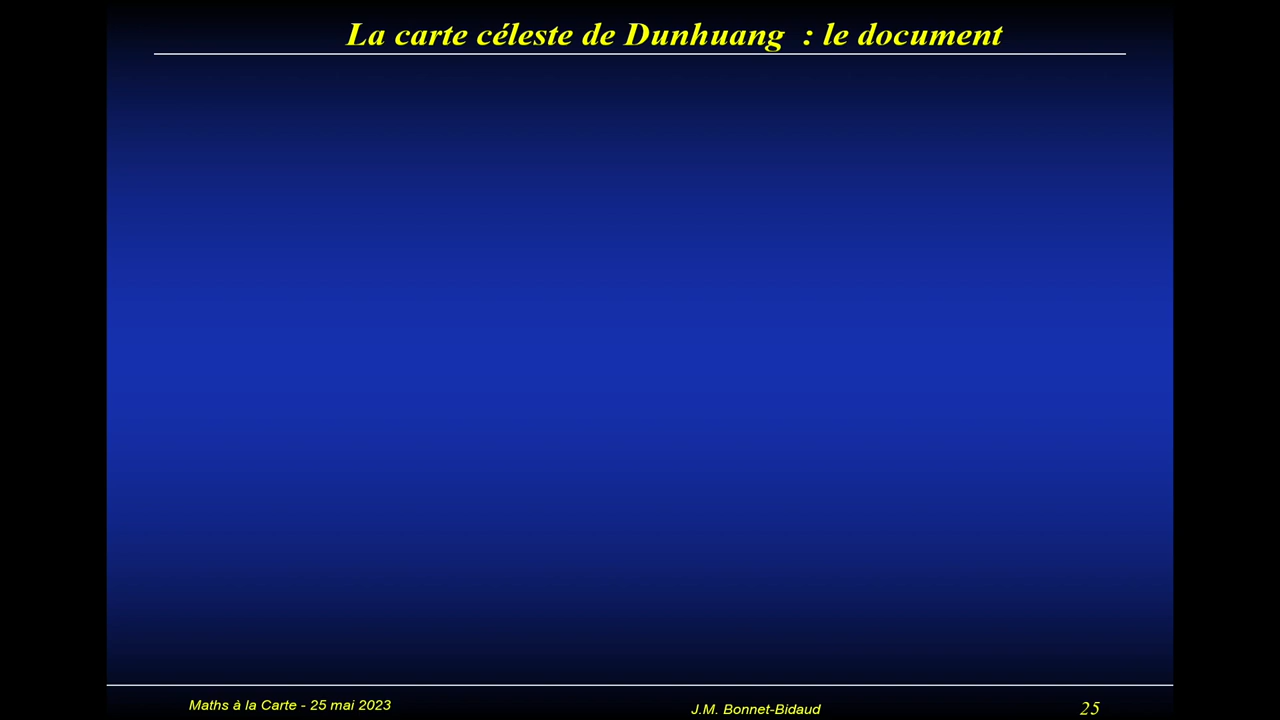 La carte céleste de Dunhuang : le document
Maths à la Carte - 25 mai 2023
J.M. Bonnet-Bidaud
25